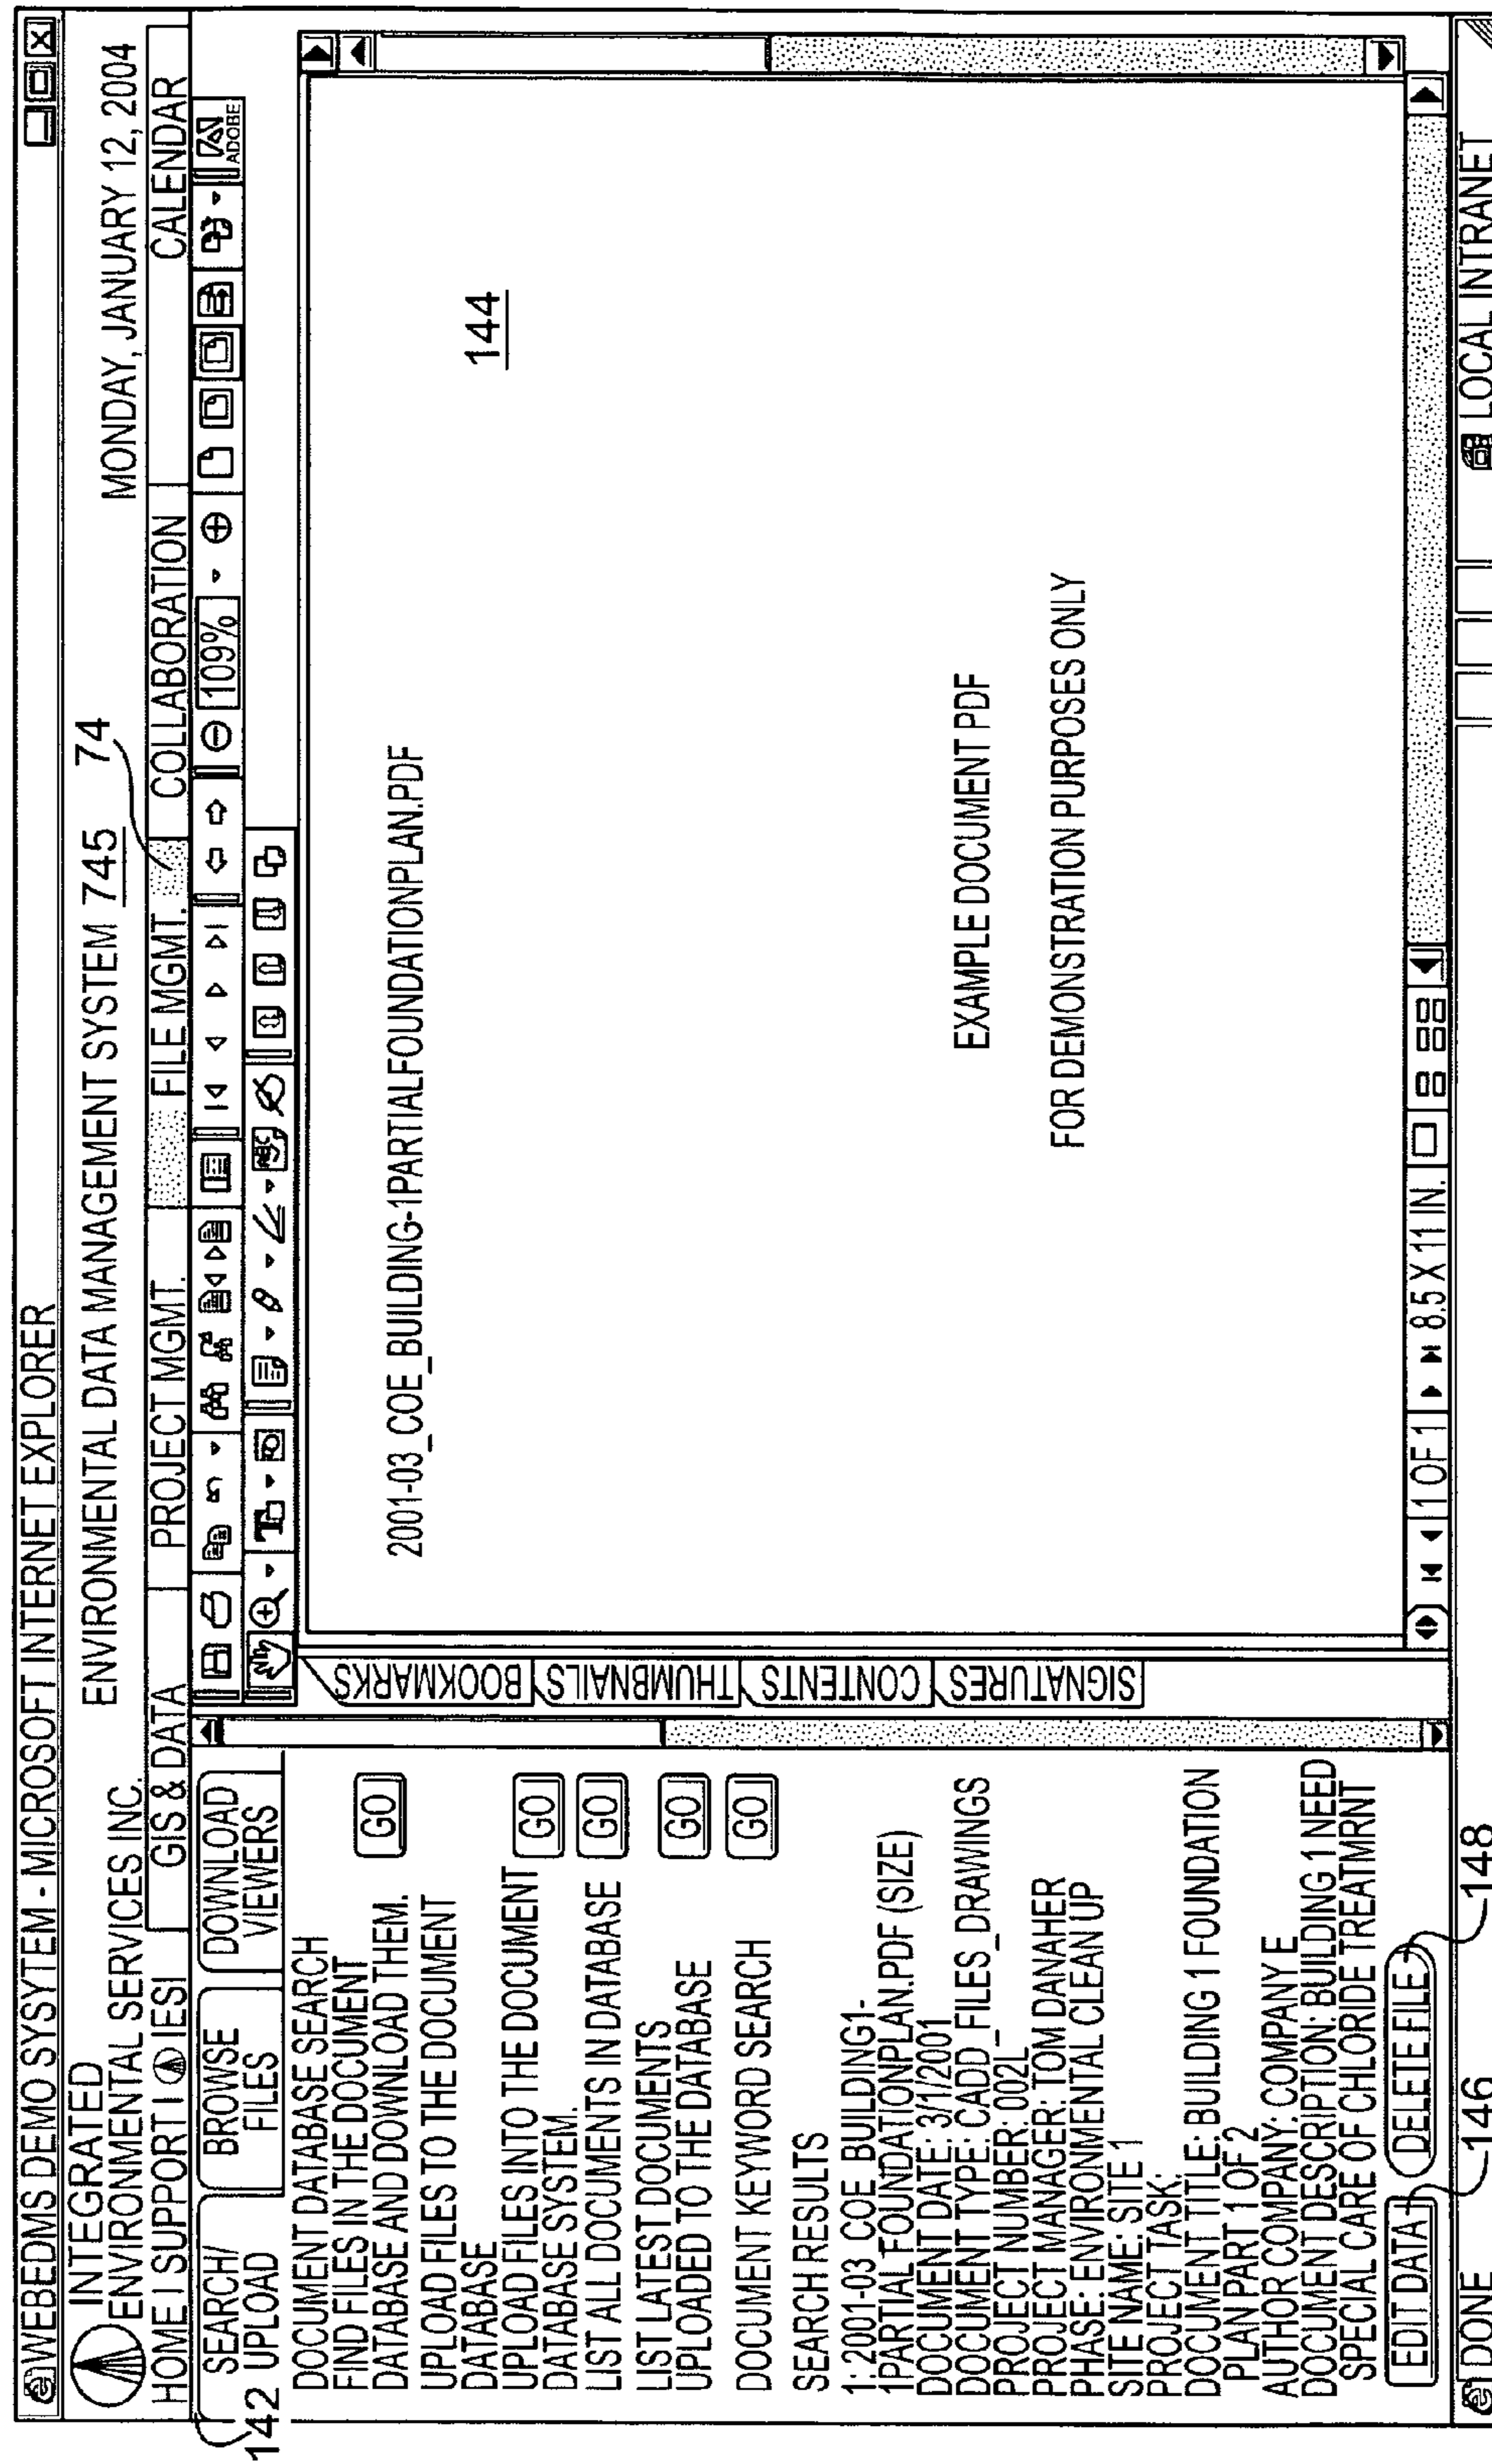 WEBEDMS DEMO SYSYTEM - MICROSOFT INTERNET EXPLORER
INTEGRATED
ENVIRONMENTAL SERVICES INC.
ENVIRONMENTAL DATA MANAGEMENT SYSTEM 745
74
MONDAY, JANUARY 12, 2004
HOME I SUPPORT I IESI
GIS & DATA
PROJECT MGMT.
FILE MGMT.
COLLABORATION
CALENDAR
142
SEARCH/
UPLOAD
BROWSE
FILES
DOWNLOAD
VIEWERS
109%
ADOBE
ABC
DOCUMENT DATABASE SEARCH
FIND FILES IN THE DOCUMENT
DATABASE AND DOWNLOAD THEM. GO
UPLOAD FILES TO THE DOCUMENT
DATABASE
UPLOAD FILES INTO THE DOCUMENT GO
DATABASE SYSTEM.
LIST ALL DOCUMENTS IN DATABASE GO
LIST LATEST DOCUMENTS
UPLOADED TO THE DATABASE GO
DOCUMENT KEYWORD SEARCH GO
SEARCH RESULTS
1: 2001-03_COE BUILDING1-
1PARTIAL FOUNDATIONPLAN.PDF (SIZE)
DOCUMENT DATE: 3/1/2001
DOCUMENT TYPE: CADD_FILES_DRAWINGS
PROJECT NUMBER: 002L
PROJECT MANAGER: TOM DANAHER
PHASE: ENVIRONMENTAL CLEAN UP
SITE NAME: SITE 1
PROJECT TASK:
DOCUMENT TITLE: BUILDING 1 FOUNDATION
PLAN PART 1 OF 2
AUTHOR COMPANY: COMPANY E
DOCUMENT DESCRIPTION: BUILDING 1 NEED
SPECIAL CARE OF CHLORIDE TREATMRNT
EDIT DATA
DELETE FILE
146
148
BOOKMARKS
THUMBNAILS
CONTENTS
SIGNATURES
2001-03_COE_BUILDING-1PARTIALFOUNDATIONPLAN.PDF
144
EXAMPLE DOCUMENT PDF
FOR DEMONSTRATION PURPOSES ONLY
1 OF 1
8.5 X 11 IN.
DONE
LOCAL INTRANET